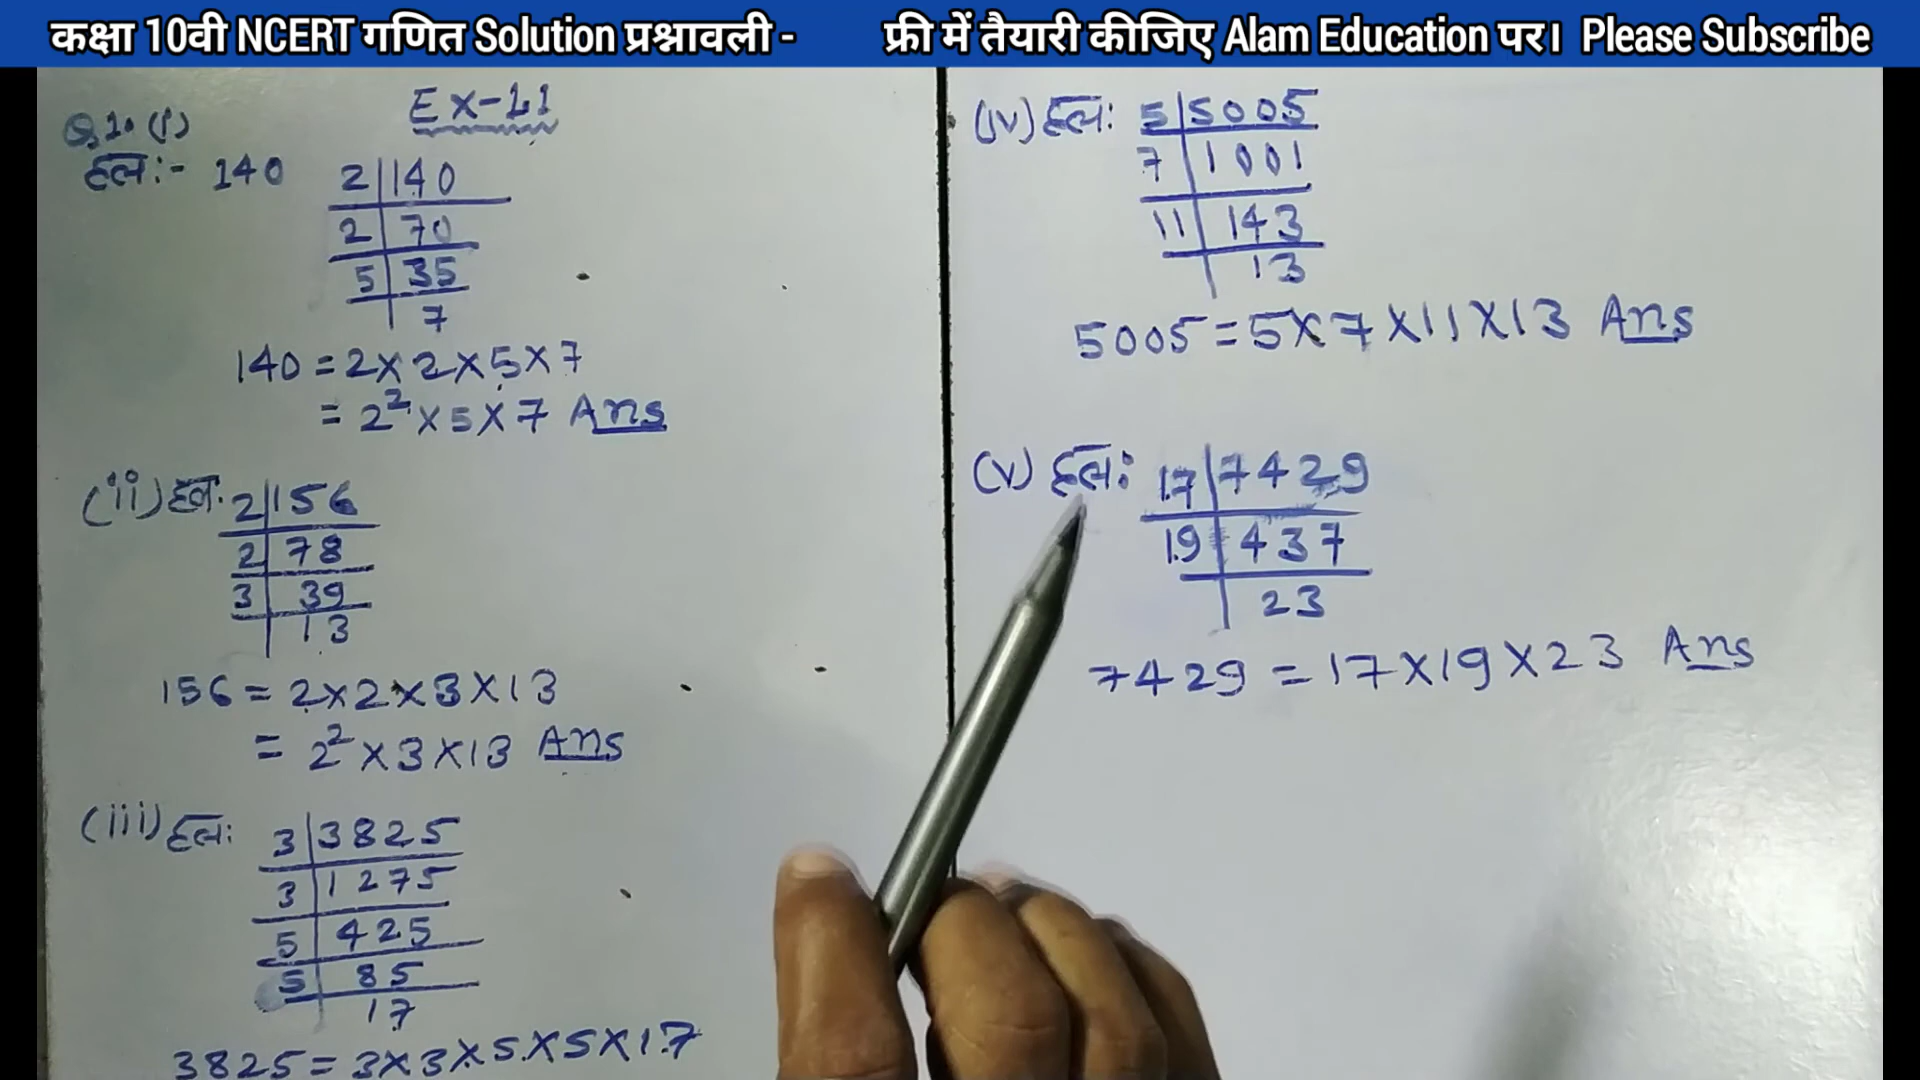 कक्षा 10वी NCERT गणित Solution प्रश्नावली - फ्री में तैयारी कीजिए Alam Education पर। Please Subscribe
Ex-1.1
Q.1. (i)
हल:- 140
2 140
2 70
5 35
7
140 = 2×2×5×7
= 2²×5×7 Ans
(ii) हल:
2 156
2 78
3 39
13
156 = 2×2×3×13
= 2²×3×13 Ans
(iii) हल:
3 3825
3 1275
5 425
5 85
17
3825 = 3×3×5×5×17
(iv) हल:
5 5005
7 1001
11 143
13
5005 = 5×7×11×13 Ans
(v) हल:
17 7429
19 437
23
7429 = 17×19×23 Ans